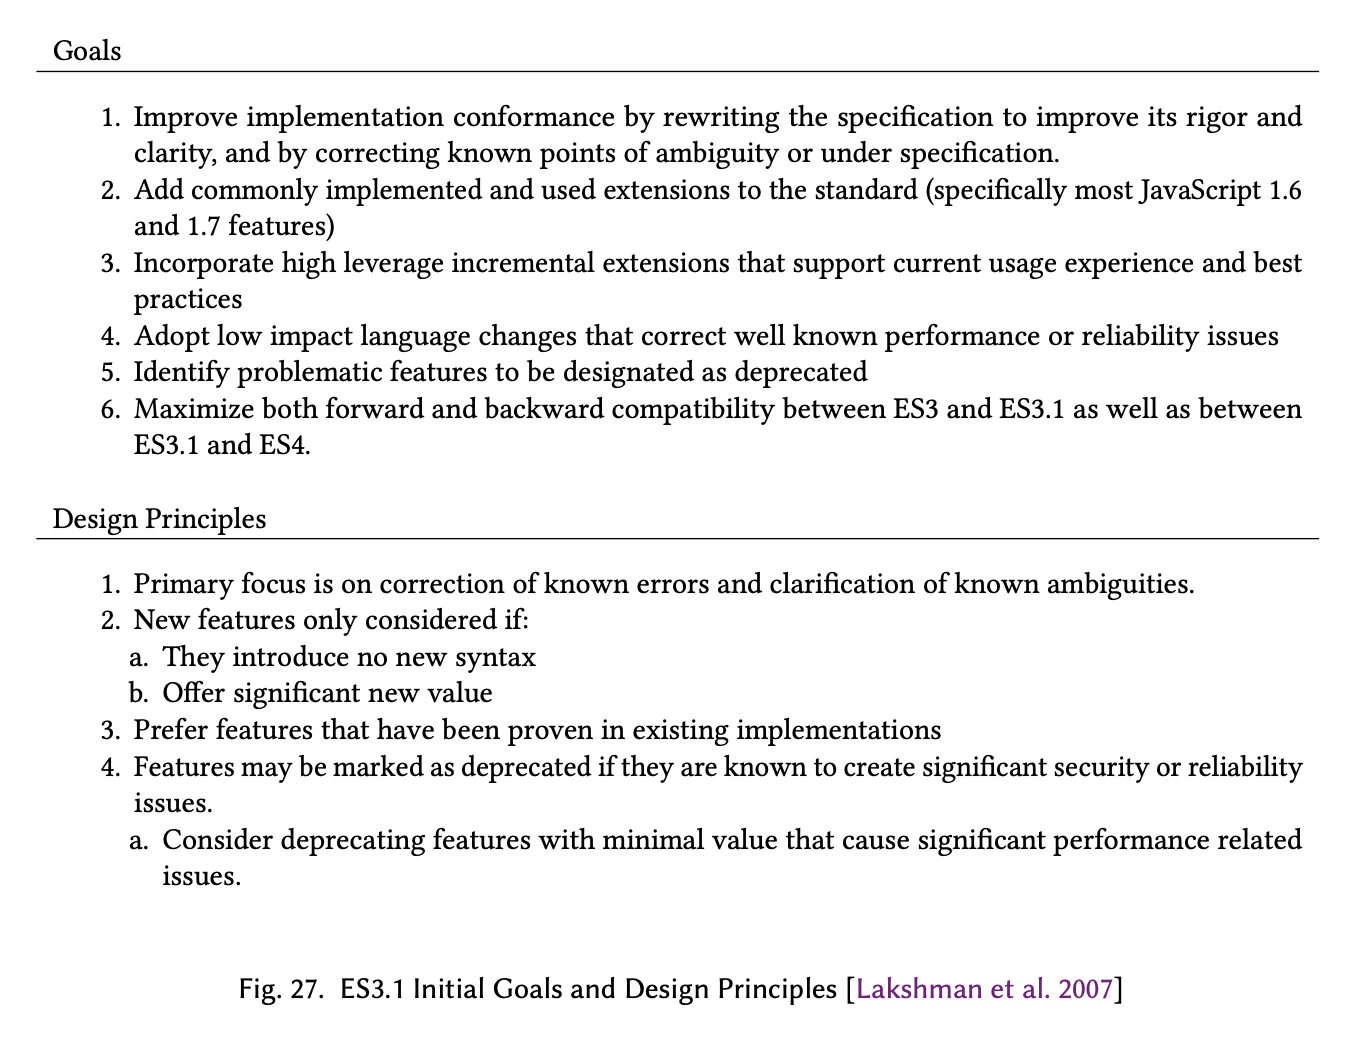 Goals
1. Improve implementation conformance by rewriting the specification to improve its rigor and
clarity, and by correcting known points of ambiguity or under specification.
2. Add commonly implemented and used extensions to the standard (specifically most JavaScript 1.6
and 1.7 features)
3. Incorporate high leverage incremental extensions that support current usage experience and best
practices
4. Adopt low impact language changes that correct well known performance or reliability issues
5. Identify problematic features to be designated as deprecated
6. Maximize both forward and backward compatibility between ES3 and ES3.1 as well as between
ES3.1 and ES4.
Design Principles
1. Primary focus is on correction of known errors and clarification of known ambiguities.
2. New features only considered if:
a. They introduce no new syntax
b. Offer significant new value
3. Prefer features that have been proven in existing implementations
4. Features may be marked as deprecated if they are known to create significant security or reliability
issues.
a. Consider deprecating features with minimal value that cause significant performance related
issues.
Fig. 27. ES3.1 Initial Goals and Design Principles [Lakshman et al. 2007]